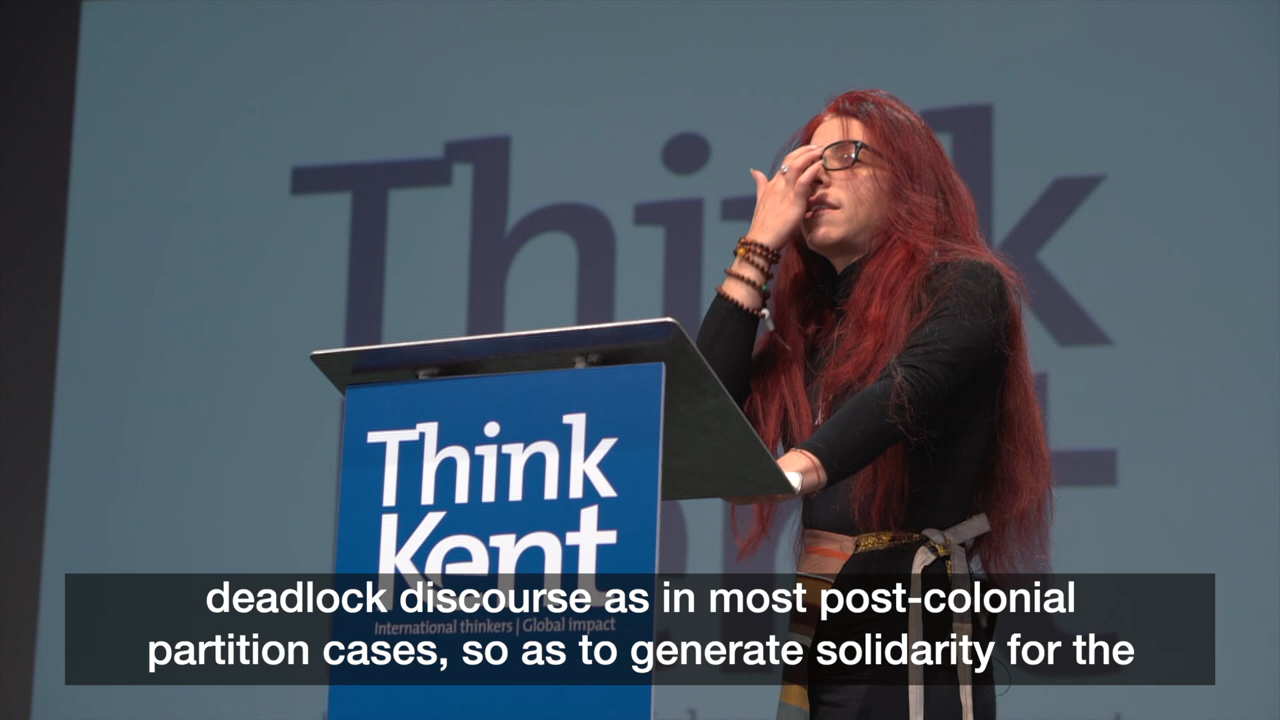 Think
Think
Kent
International thinkers | Global impact
deadlock discourse as in most post-colonial
partition cases, so as to generate solidarity for the